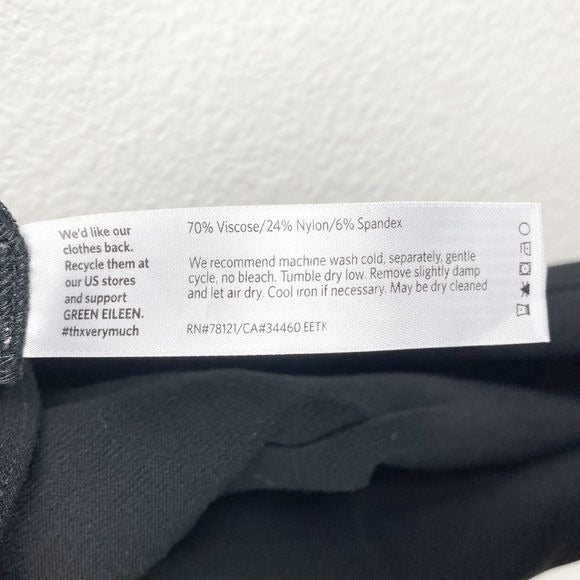 We'd like our
clothes back.
Recycle them at
our US stores
and support
GREEN EILEEN.
#thxverymuch
70% Viscose/24% Nylon/6% Spandex
We recommend machine wash cold, separately, gentle
cycle, no bleach. Tumble dry low. Remove slightly damp
and let air dry. Cool iron if necessary. May be dry cleaned
RN#78121/CA#34460 EETK